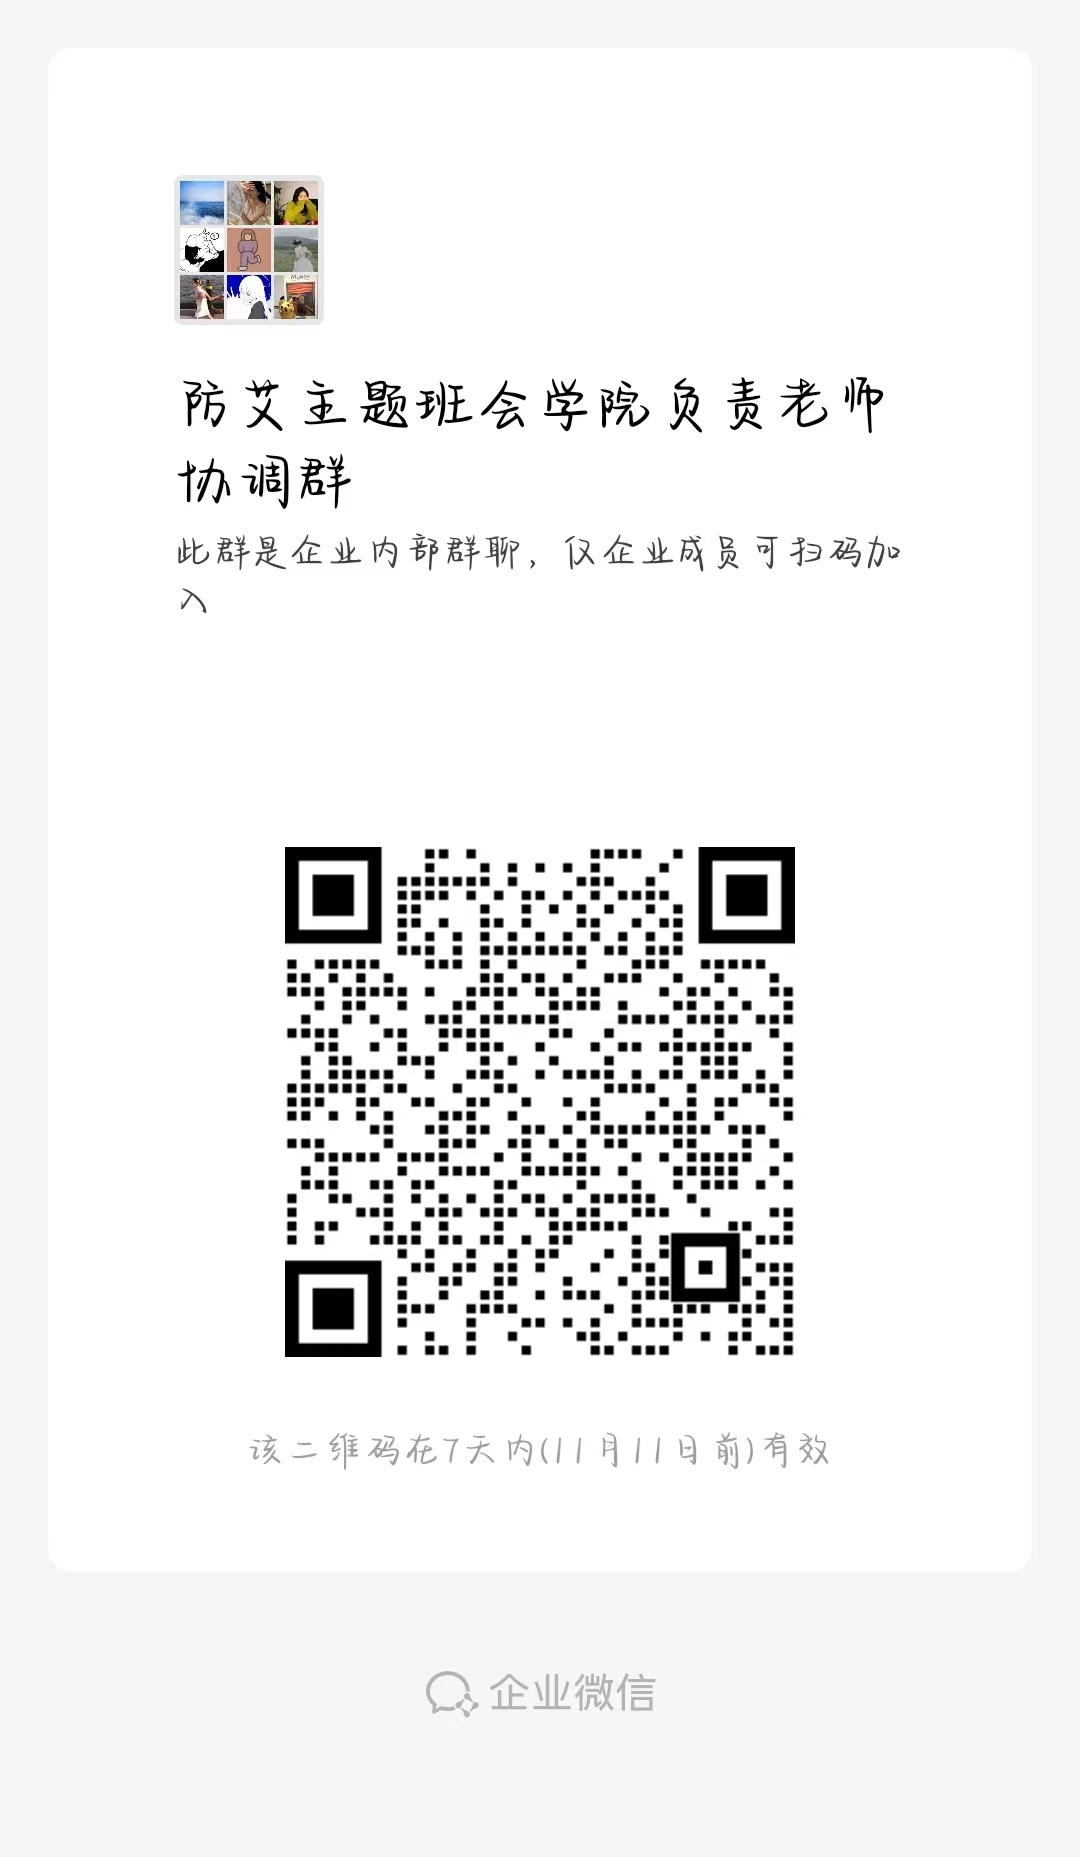 防艾主题班会学院负责老师
协调群
此群是企业内部群聊，仅企业成员可扫码加
入
该二维码在7天内(11月11日前)有效
企业微信